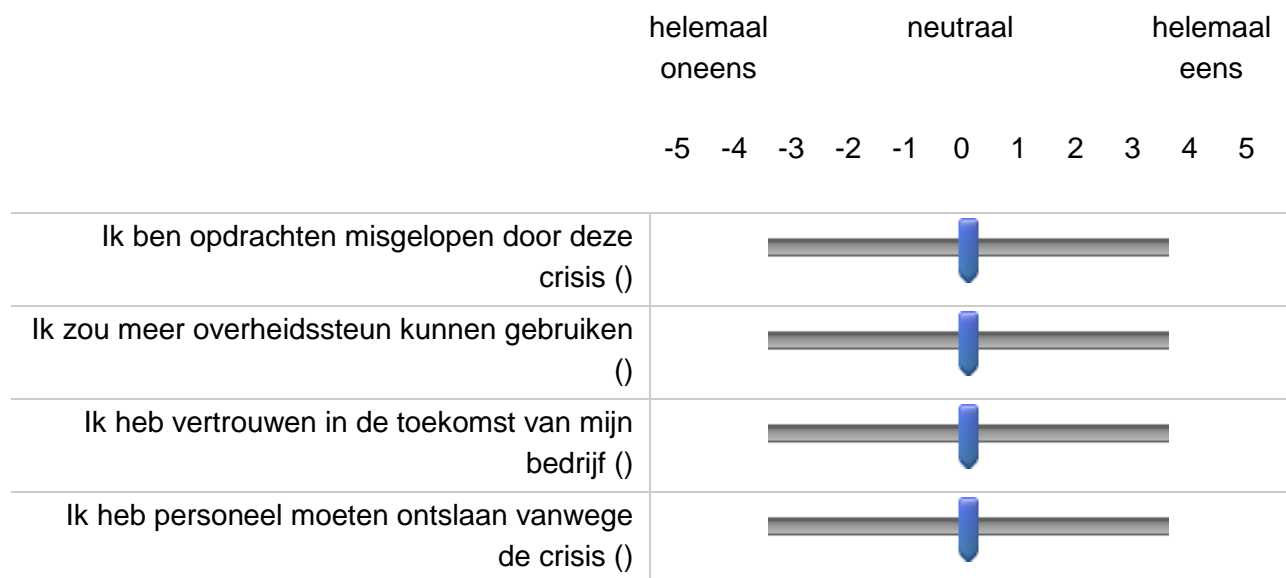 helemaal neutraal helemaal
oneens eens
-5 -4 -3 -2 -1 0 1 2 3 4 5
Ik ben opdrachten misgelopen door deze
crisis ()
Ik zou meer overheidssteun kunnen gebruiken
()
Ik heb vertrouwen in de toekomst van mijn
bedrijf ()
Ik heb personeel moeten ontslaan vanwege
de crisis ()